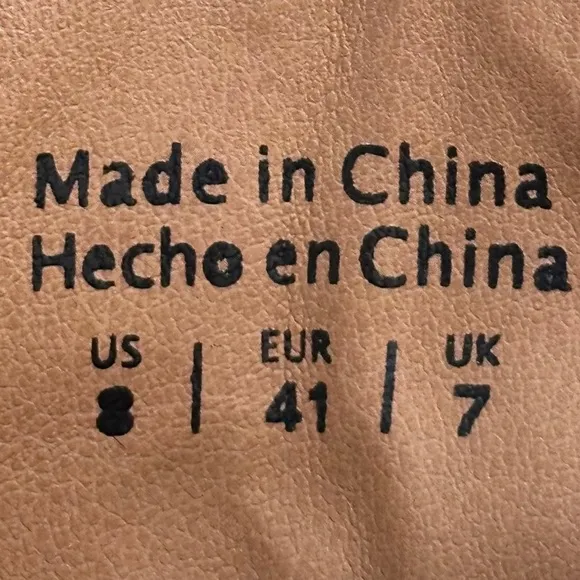 Made in China
Hecho en China
US | EUR | UK
8 | 41 | 7